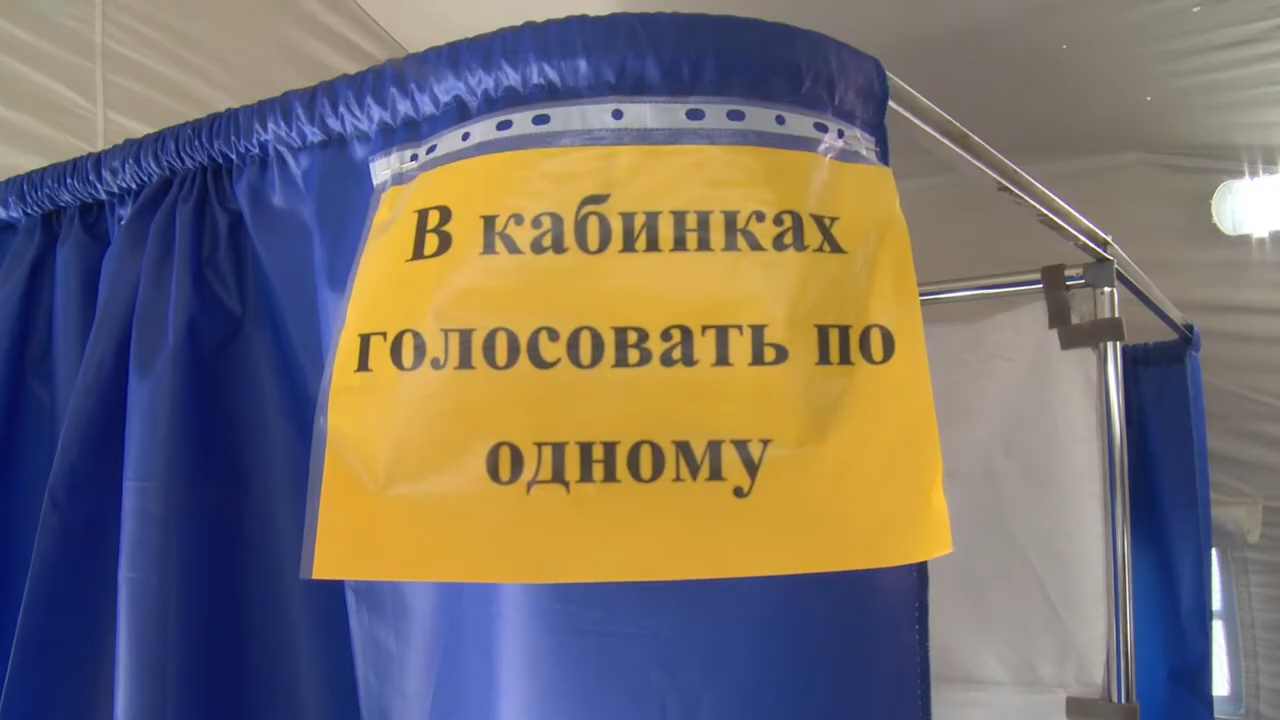 В кабинках
голосовать по
одному